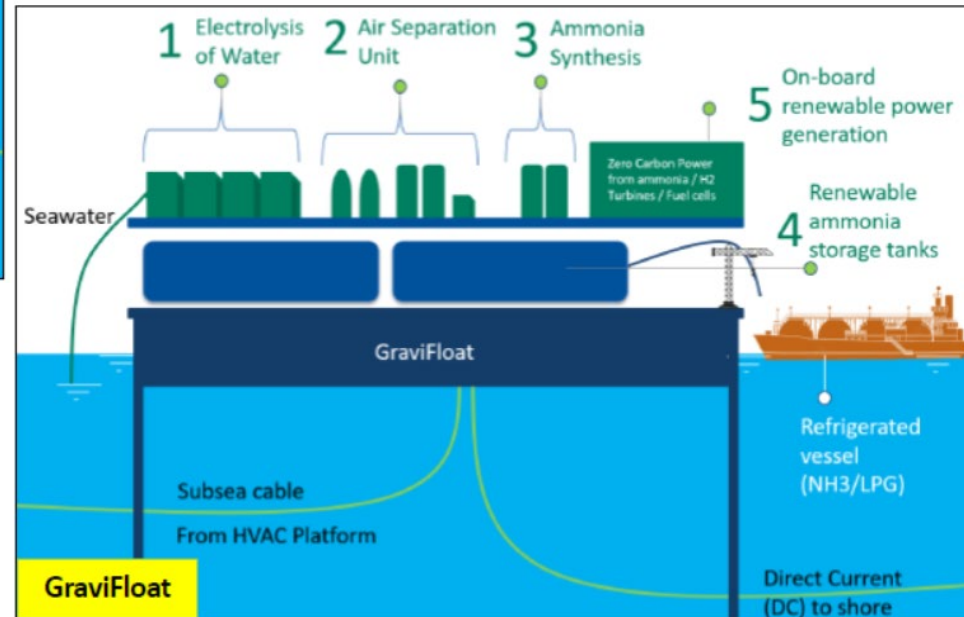 1 Electrolysis
of Water
2 Air Separation
Unit
3 Ammonia
Synthesis
5 On-board
renewable power
generation
Zero Carbon Power
from ammonia / H2
Turbines / Fuel cells
Seawater
4 Renewable
ammonia
storage tanks
GraviFloat
Refrigerated
vessel
(NH3/LPG)
Subsea cable
From HVAC Platform
GraviFloat
Direct Current
(DC) to shore